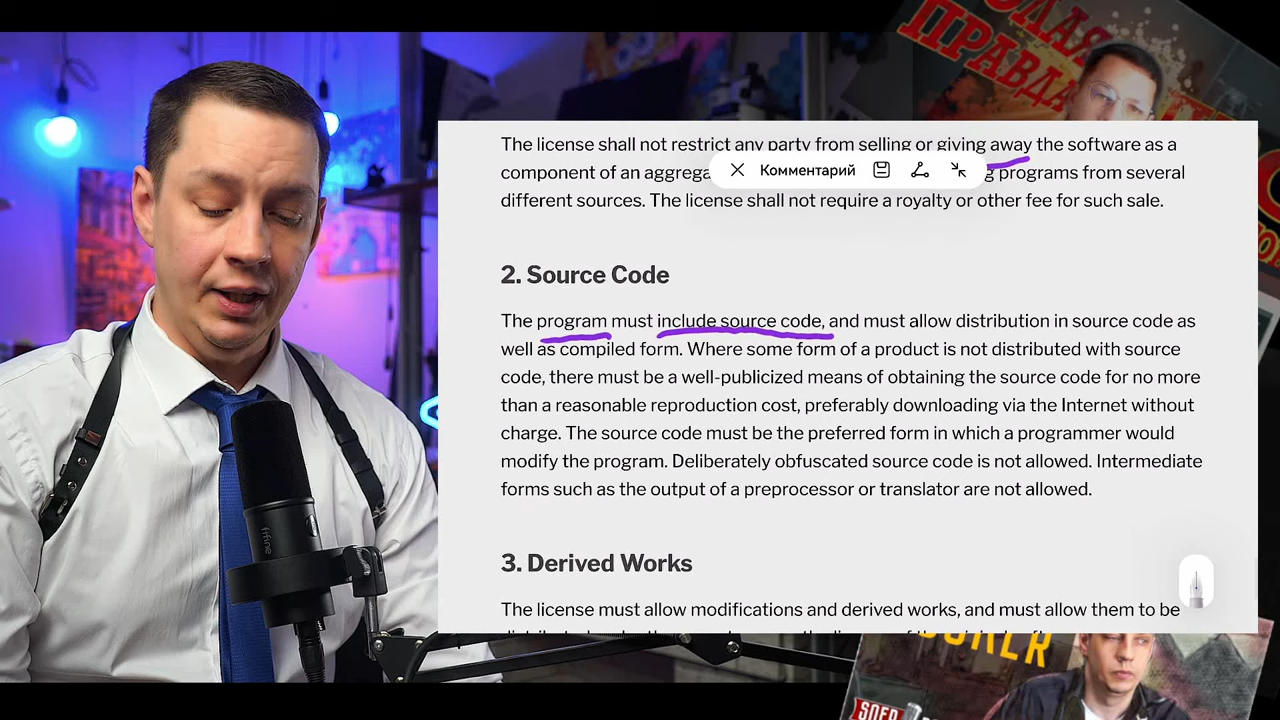 ПРАВДА
The license shall not restrict any party from selling or giving away the software as a
component of an aggrega
programs from several
Комментарий
different sources. The license shall not require a royalty or other fee for such sale.
2. Source Code
The program must include source code, and must allow distribution in source code as
well as compiled form. Where some form of a product is not distributed with source
code, there must be a well-publicized means of obtaining the source code for no more
than a reasonable reproduction cost, preferably downloading via the Internet without
charge. The source code must be the preferred form in which a programmer would
modify the program. Deliberately obfuscated source code is not allowed. Intermediate
forms such as the output of a preprocessor or translator are not allowed.
3. Derived Works
The license must allow modifications and derived works, and must allow them to be
fifine